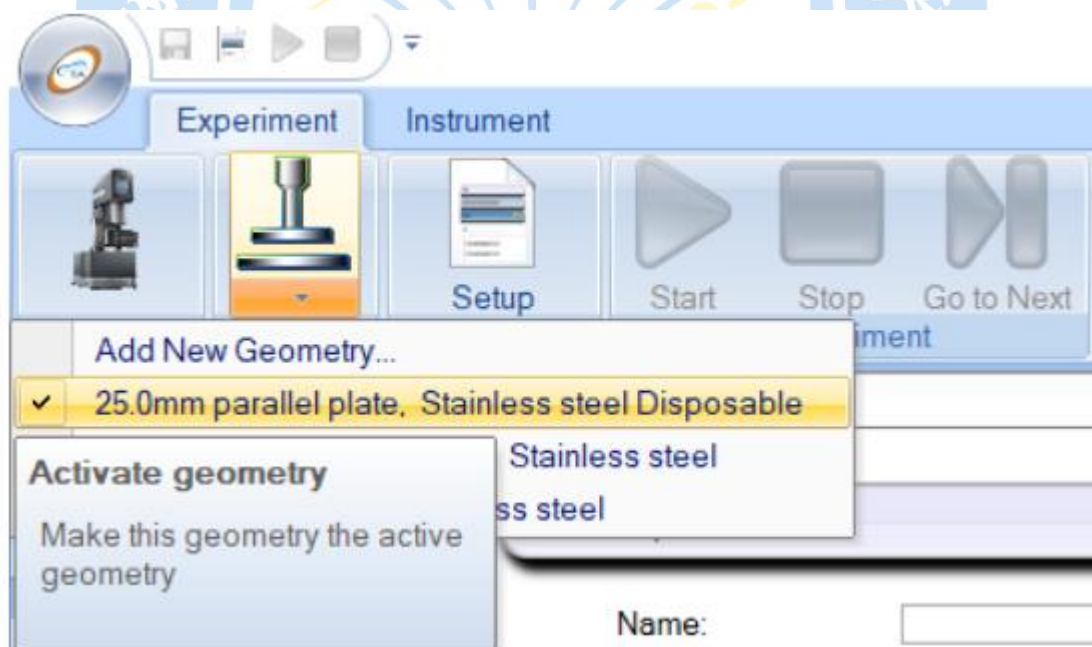 TA
Experiment Instrument
Setup Start Stop Go to Next
iment
Add New Geometry...
25.0mm parallel plate, Stainless steel Disposable
Stainless steel
ss steel
Activate geometry
Make this geometry the active
geometry
Name: